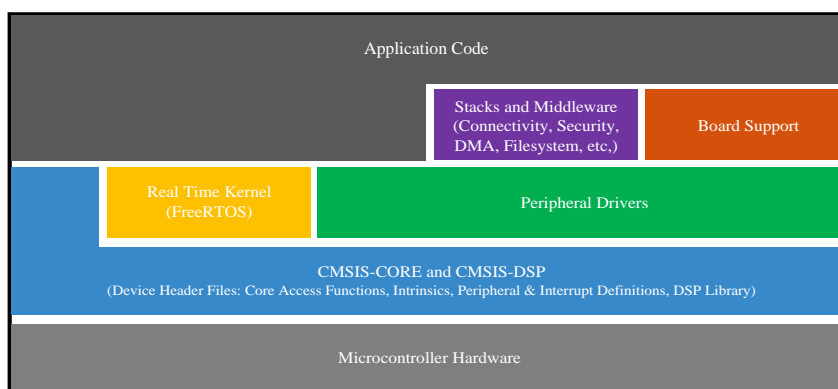 Application Code
Stacks and Middleware
(Connectivity, Security,
DMA, Filesystem, etc,)
Board Support
Real Time Kernel
(FreeRTOS)
Peripheral Drivers
CMSIS-CORE and CMSIS-DSP
(Device Header Files: Core Access Functions, Intrinsics, Peripheral & Interrupt Definitions, DSP Library)
Microcontroller Hardware